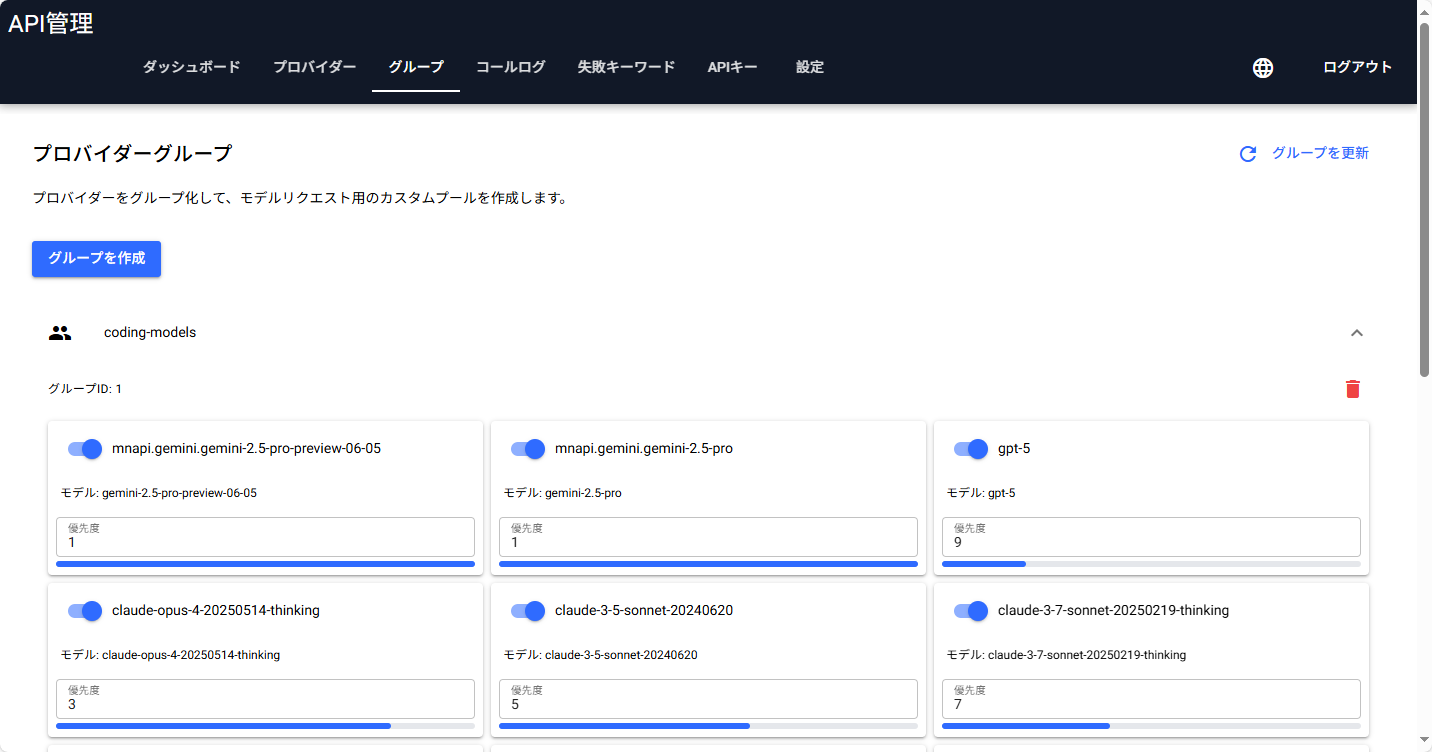 API管理
ダッシュボード プロバイダー グループ コールログ 失敗キーワード APIキー 設定 ログアウト
プロバイダーグループ グループを更新
プロバイダーをグループ化して、モデルリクエスト用のカスタムプールを作成します。
グループを作成
coding-models
グループID: 1
mnapi.gemini.gemini-2.5-pro-preview-06-05
モデル: gemini-2.5-pro-preview-06-05
優先度
1
mnapi.gemini.gemini-2.5-pro
モデル: gemini-2.5-pro
優先度
1
gpt-5
モデル: gpt-5
優先度
9
claude-opus-4-20250514-thinking
モデル: claude-opus-4-20250514-thinking
優先度
3
claude-3-5-sonnet-20240620
モデル: claude-3-5-sonnet-20240620
優先度
5
claude-3-7-sonnet-20250219-thinking
モデル: claude-3-7-sonnet-20250219-thinking
優先度
7